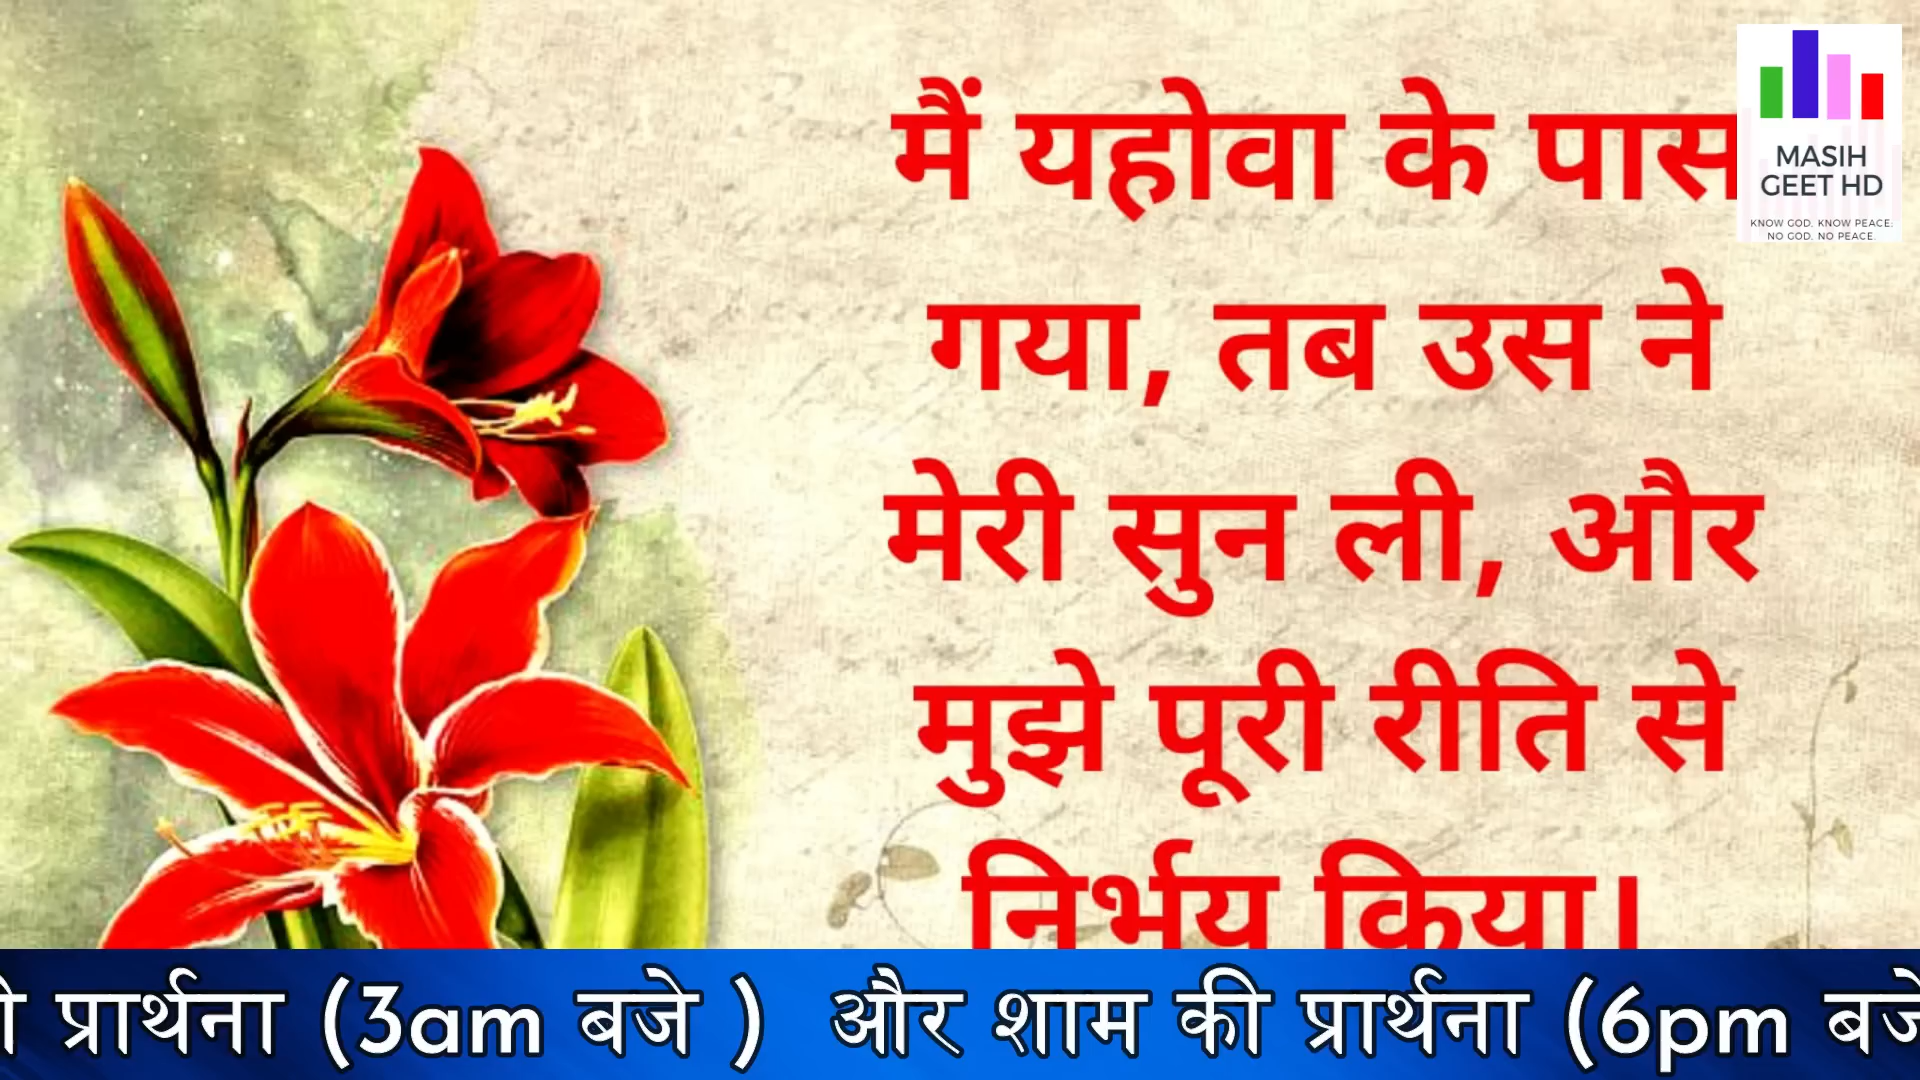 मैं यहोवा के पास
गया, तब उस ने
मेरी सुन ली, और
मुझे पूरी रीति से
निर्भय किया।
MASIH
GEET HD
KNOW GOD. KNOW PEACE.
NO GOD. NO PEACE.
प्रार्थना (3am बजे ) और शाम की प्रार्थना (6pm बजे